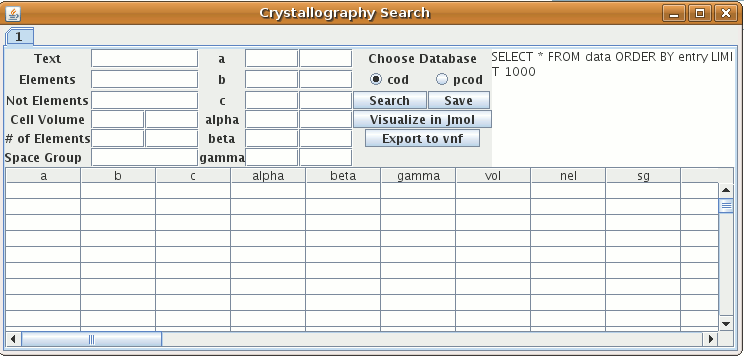 Crystallography Search
1
Text a Choose Database SELECT * FROM data ORDER BY entry LIMI
T 1000
Elements b cod pcod
Not Elements c Search Save
Cell Volume alpha Visualize in Jmol
# of Elements beta Export to vnf
Space Group gamma
a b c alpha beta gamma vol nel sg